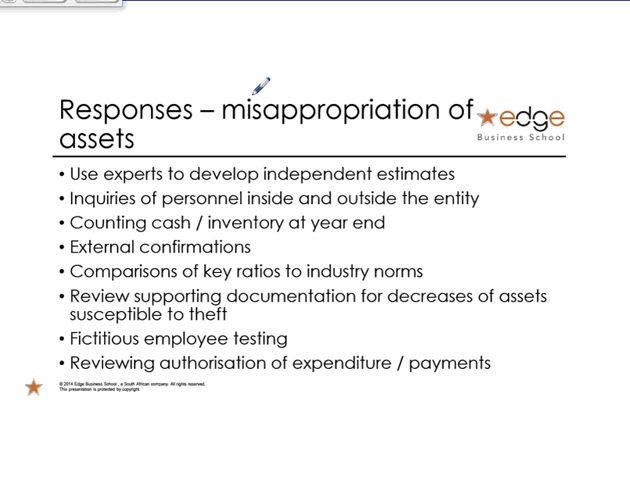 Responses – misappropriation of
assets
edge
Business School
• Use experts to develop independent estimates
• Inquiries of personnel inside and outside the entity
• Counting cash / inventory at year end
• External confirmations
• Comparisons of key ratios to industry norms
• Review supporting documentation for decreases of assets
susceptible to theft
• Fictitious employee testing
• Reviewing authorisation of expenditure / payments
© 2014 Edge Business School , a South African company. All rights reserved.
This presentation is protected by copyright.